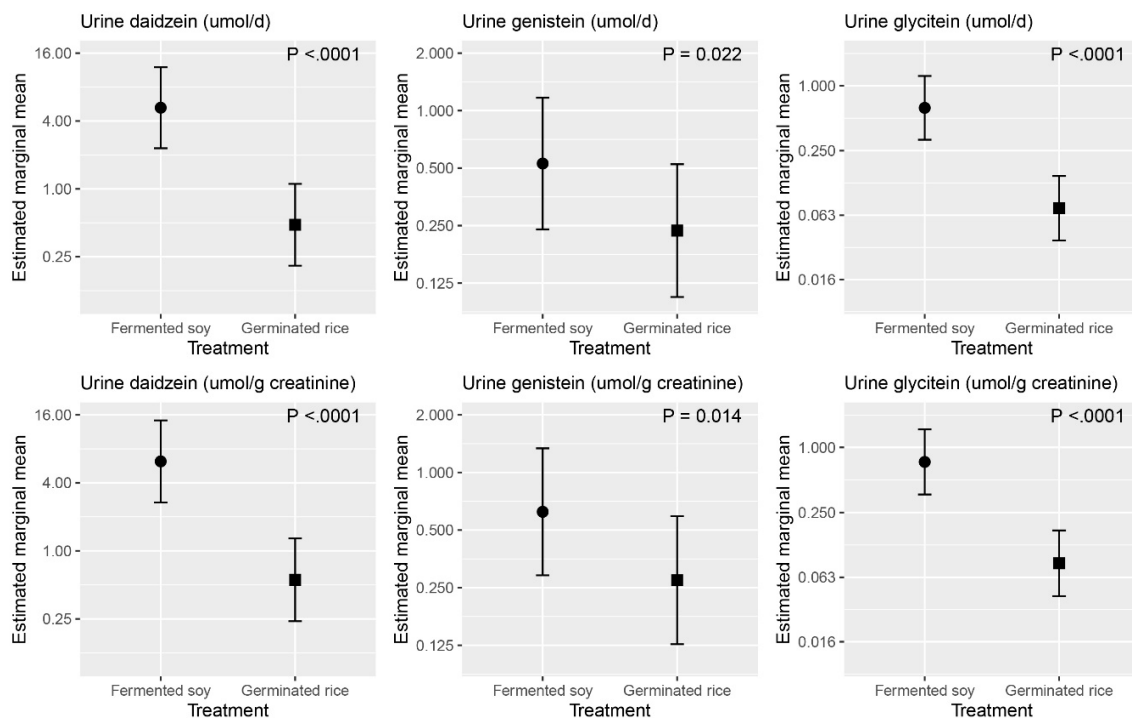 Urine daidzein (umol/d)
Urine genistein (umol/d)
Urine glycitein (umol/d)
P <.0001
P = 0.022
P <.0001
Estimated marginal mean
16.00
4.00
1.00
0.25
Estimated marginal mean
2.000
1.000
0.500
0.250
0.125
Estimated marginal mean
1.000
0.250
0.063
0.016
Fermented soy Germinated rice
Treatment
Fermented soy Germinated rice
Treatment
Fermented soy Germinated rice
Treatment
Urine daidzein (umol/g creatinine)
Urine genistein (umol/g creatinine)
Urine glycitein (umol/g creatinine)
P <.0001
P = 0.014
P <.0001
Estimated marginal mean
16.00
4.00
1.00
0.25
Estimated marginal mean
2.000
1.000
0.500
0.250
0.125
Estimated marginal mean
1.000
0.250
0.063
0.016
Fermented soy Germinated rice
Treatment
Fermented soy Germinated rice
Treatment
Fermented soy Germinated rice
Treatment